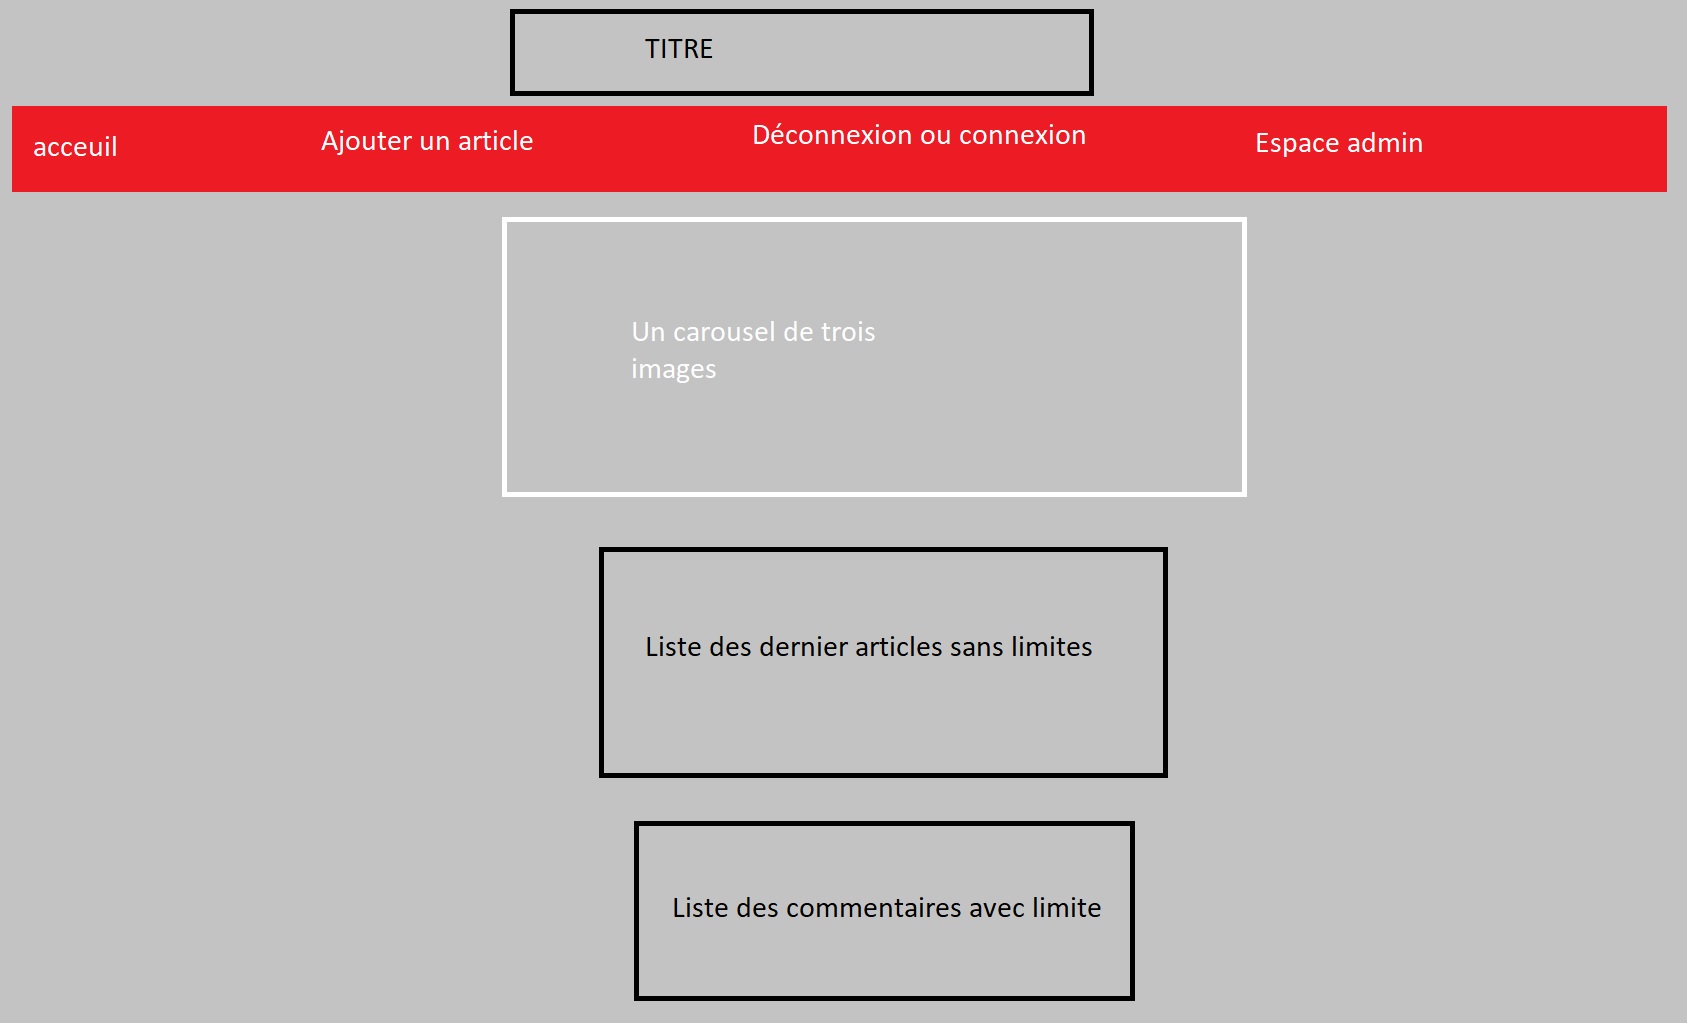 TITRE
acceuil
Ajouter un article
Déconnexion ou connexion
Espace admin
Un carousel de trois
images
Liste des dernier articles sans limites
Liste des commentaires avec limite